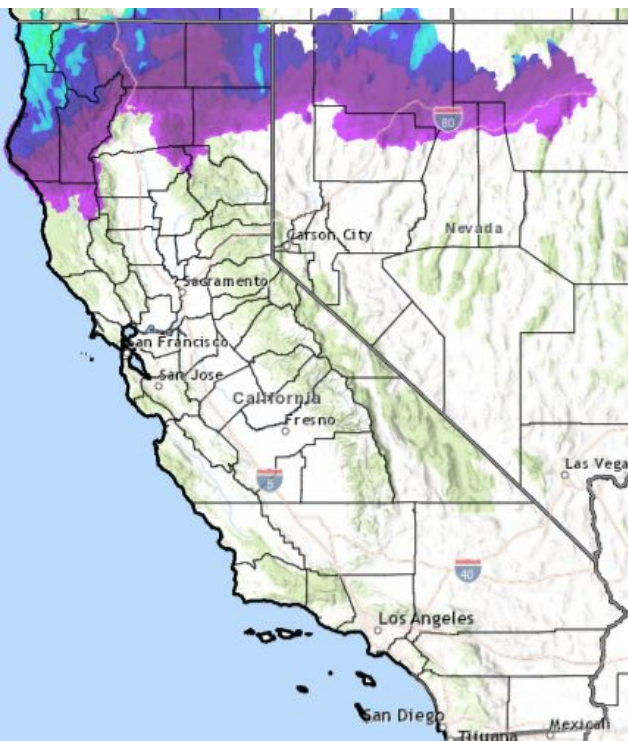 80
Carson City
Nevada
Sacramento
San Francisco
San Jose
California
Fresno
Las Vega
5
40
Los Angeles
San Diego
Tijuana
Mexicali